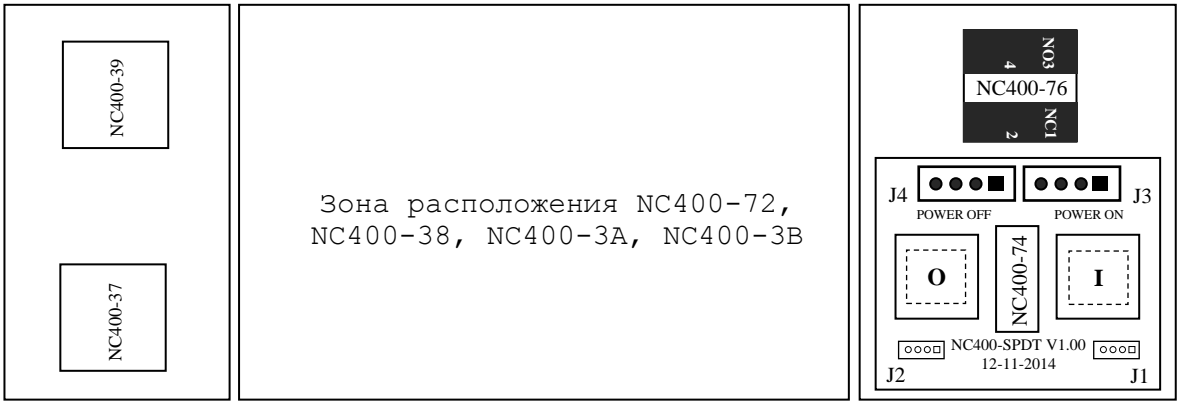 NC400-39
NC400-37
Зона расположения NC400-72,
NC400-38, NC400-3A, NC400-3B
NO3
4
NC400-76
NC1
2
J4
J3
POWER OFF
POWER ON
O
NC400-74
I
NC400-SPDT V1.00
12-11-2014
J2
J1